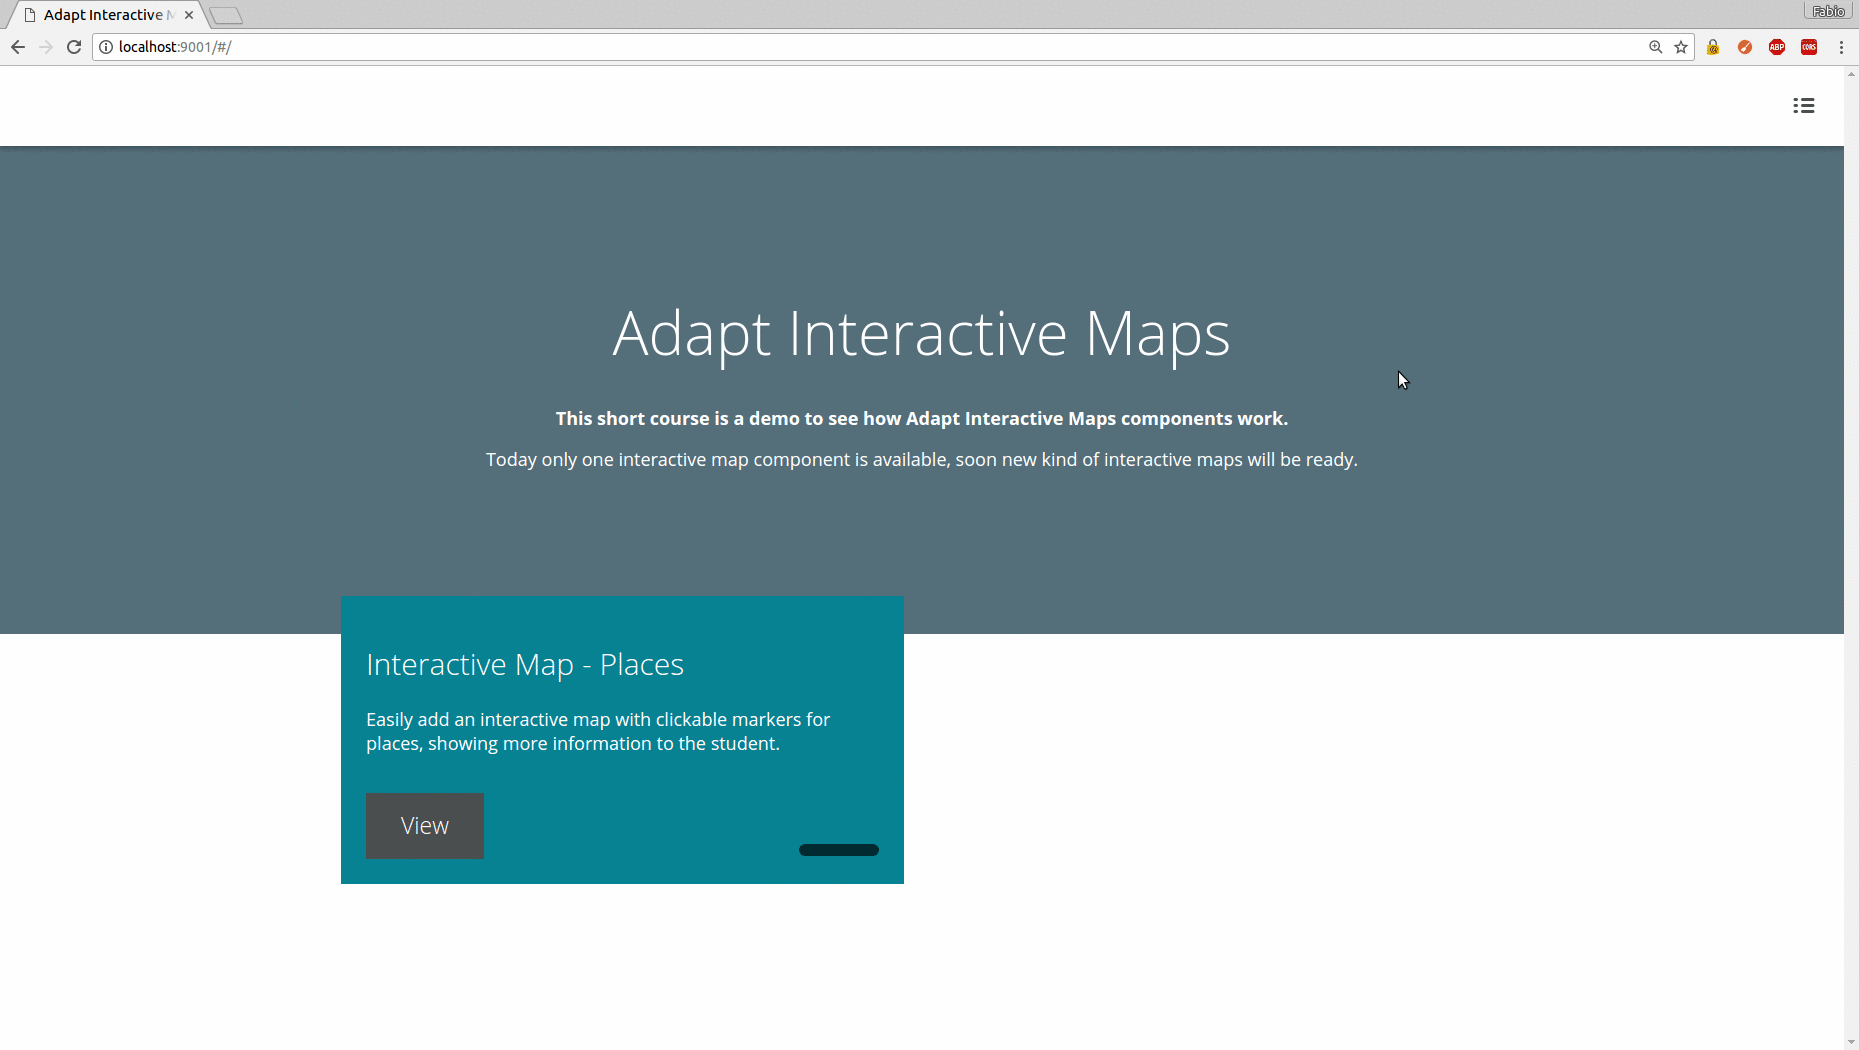 Adapt Interactive M
Fabio
localhost:9001/#/
ABP
CORS
Adapt Interactive Maps
This short course is a demo to see how Adapt Interactive Maps components work.
Today only one interactive map component is available, soon new kind of interactive maps will be ready.
Interactive Map - Places
Easily add an interactive map with clickable markers for
places, showing more information to the student.
View